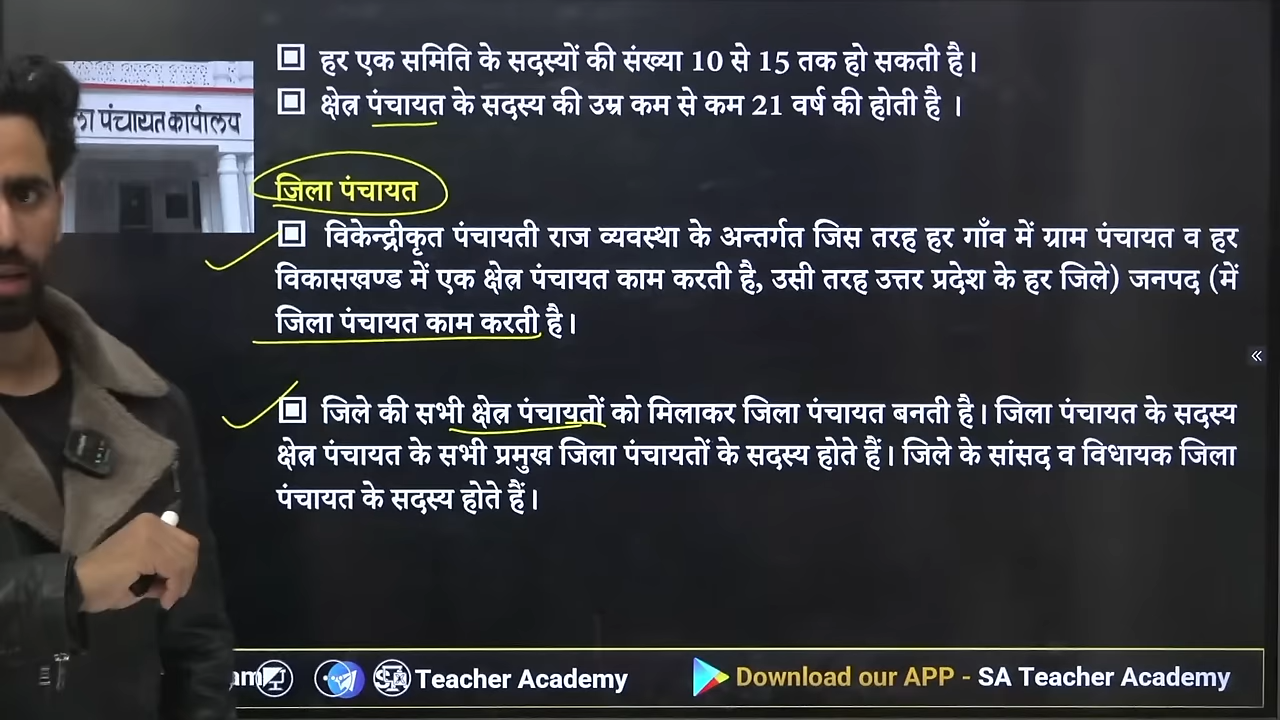 हर एक समिति के सदस्यों की संख्या 10 से 15 तक हो सकती है।
क्षेत्र पंचायत के सदस्य की उम्र कम से कम 21 वर्ष की होती है ।
पंचायत कार्यालय
जिला पंचायत
विकेन्द्रीकृत पंचायती राज व्यवस्था के अन्तर्गत जिस तरह हर गाँव में ग्राम पंचायत व हर
विकासखण्ड में एक क्षेत्र पंचायत काम करती है, उसी तरह उत्तर प्रदेश के हर जिले) जनपद (में
जिला पंचायत काम करती है।
जिले की सभी क्षेत्र पंचायतों को मिलाकर जिला पंचायत बनती है। जिला पंचायत के सदस्य
क्षेत्र पंचायत के सभी प्रमुख जिला पंचायतों के सदस्य होते हैं। जिले के सांसद व विधायक जिला
पंचायत के सदस्य होते हैं।
Teacher Academy
Download our APP - SA Teacher Academy